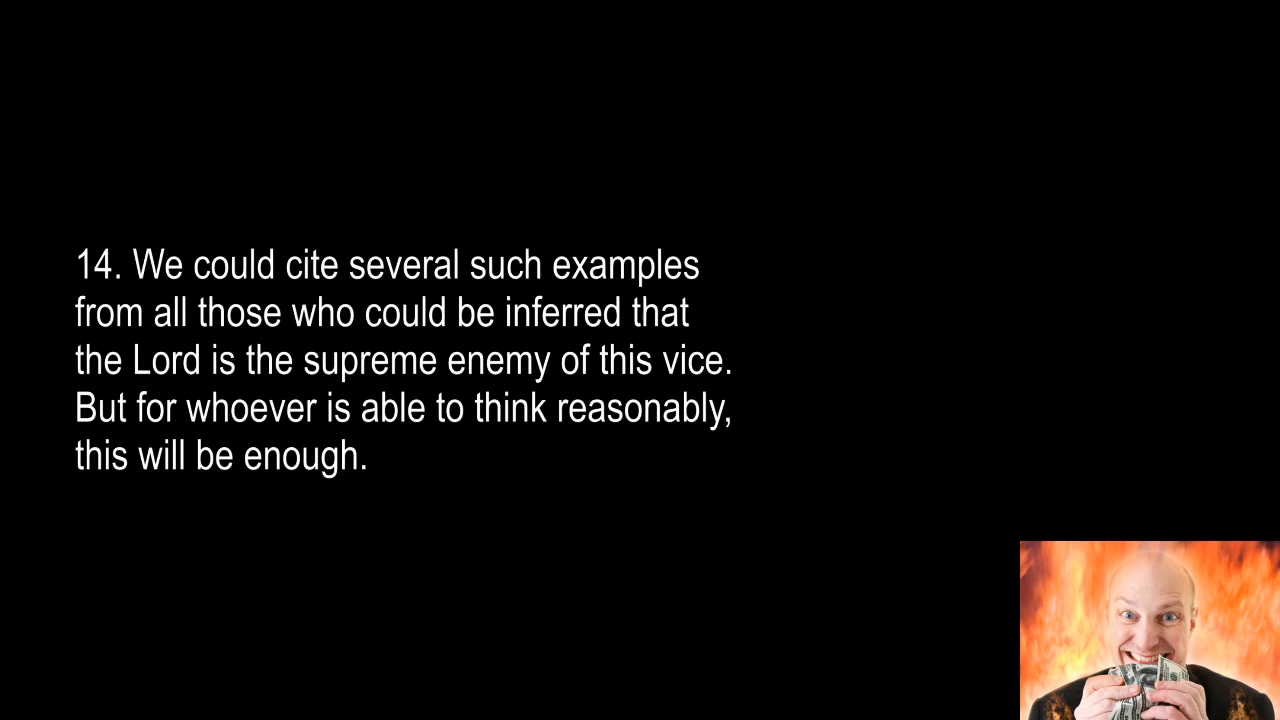 14. We could cite several such examples
from all those who could be inferred that
the Lord is the supreme enemy of this vice.
But for whoever is able to think reasonably,
this will be enough.